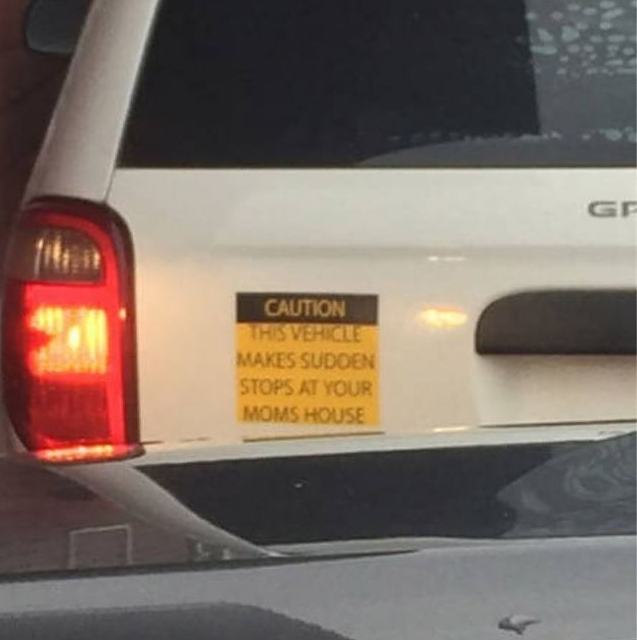 GR
CAUTION
THIS VEHICLE
MAKES SUDDEN
STOPS AT YOUR
MOMS HOUSE